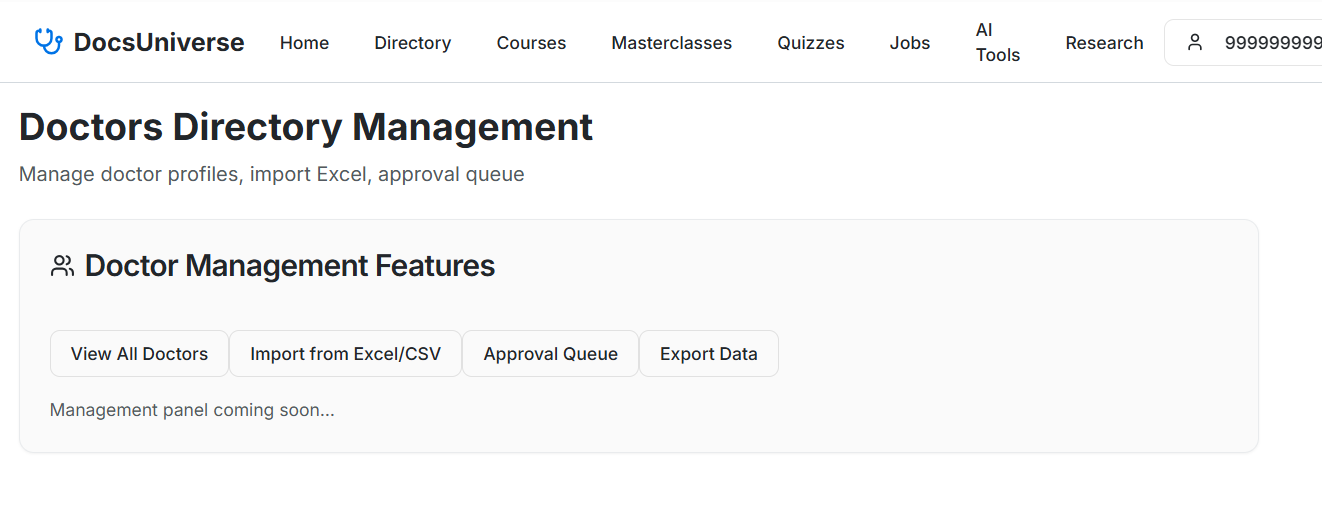 DocsUniverse Home Directory Courses Masterclasses Quizzes Jobs AI Tools Research 999999999
Doctors Directory Management
Manage doctor profiles, import Excel, approval queue
Doctor Management Features
View All Doctors Import from Excel/CSV Approval Queue Export Data
Management panel coming soon...